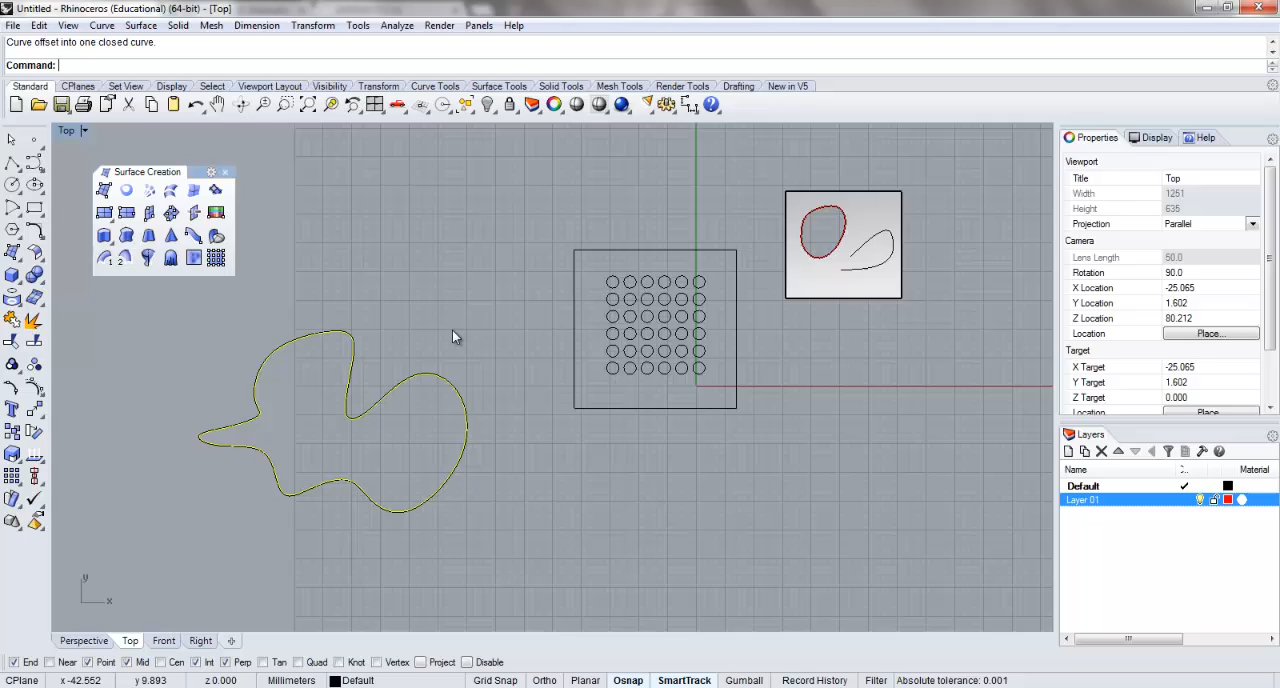 Untitled - Rhinoceros (Educational) (64-bit) - [Top]
File Edit View Curve Surface Solid Mesh Dimension Transform Tools Analyze Render Panels Help
Curve offset into one closed curve.
Command:
Standard CPlanes Set View Display Select Viewport Layout Visibility Transform Curve Tools Surface Tools Solid Tools Mesh Tools Render Tools Drafting New in V5
Top
Surface Creation
1 2
y
x
Properties Display Help
Viewport
Title Top
Width 1251
Height 635
Projection Parallel
Camera
Lens Length 50.0
Rotation 90.0
X Location -25.065
Y Location 1.602
Z Location 80.212
Location Place...
Target
X Target -25.065
Y Target 1.602
Z Target 0.000
Location Place...
Layers
Name Material
Default
Layer 01
Perspective Top Front Right
End Near Point Mid Cen Int Perp Tan Quad Knot Vertex Project Disable
CPlane x -42.552 y 9.893 z 0.000 Millimeters Default Grid Snap Ortho Planar Osnap SmartTrack Gumball Record History Filter Absolute tolerance: 0.001